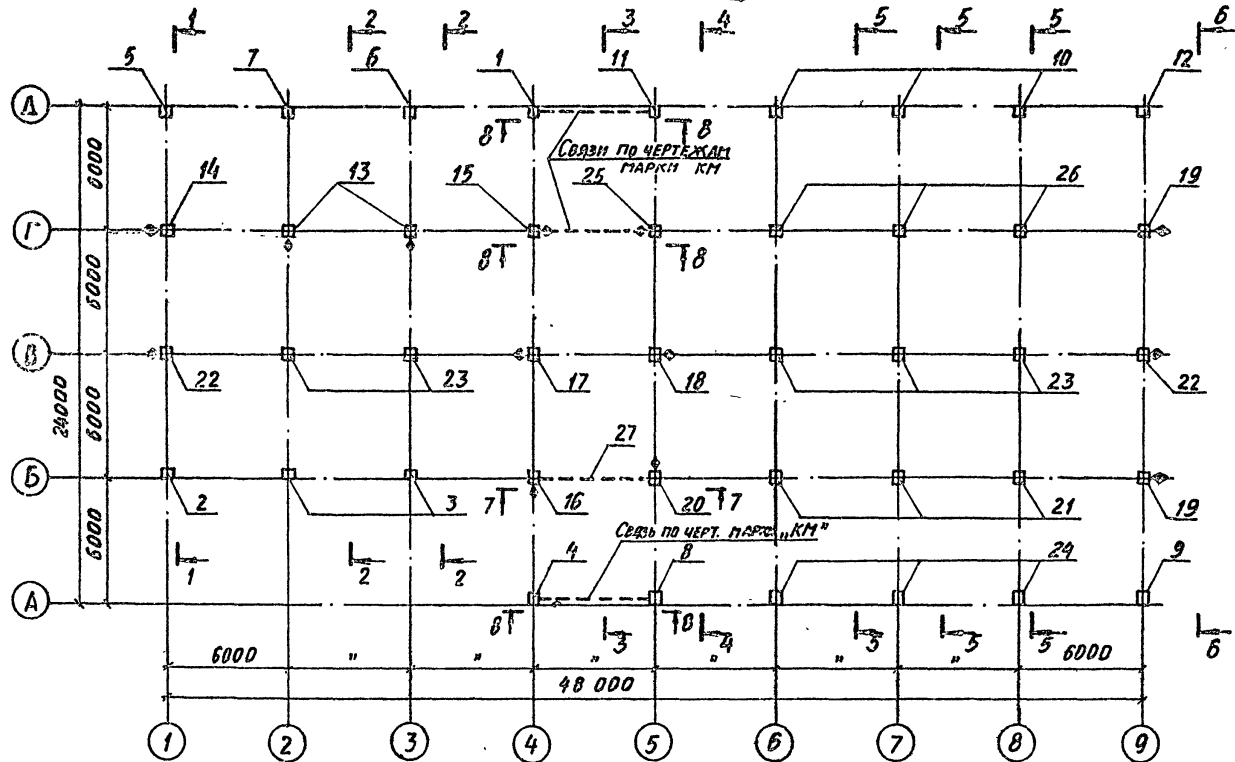 1 2 2 3 4 5 5 5 6
5 7 6 1 11 10 12
Д
8 8
Связи по чертежам
марки км
6000
14 13 15 25 26 19
Г
8 8
6000
В
22 23 17 18 23 22
24000
6000
27
Б
7 7
2 3 16 20 21 19
Связь по черт. марки „КМ"
6000
1 2 2 4 8 24 9
А
8 8
3 4 5 5 5 6
6000 " " " " " " 6000
48 000
1 2 3 4 5 6 7 8 9